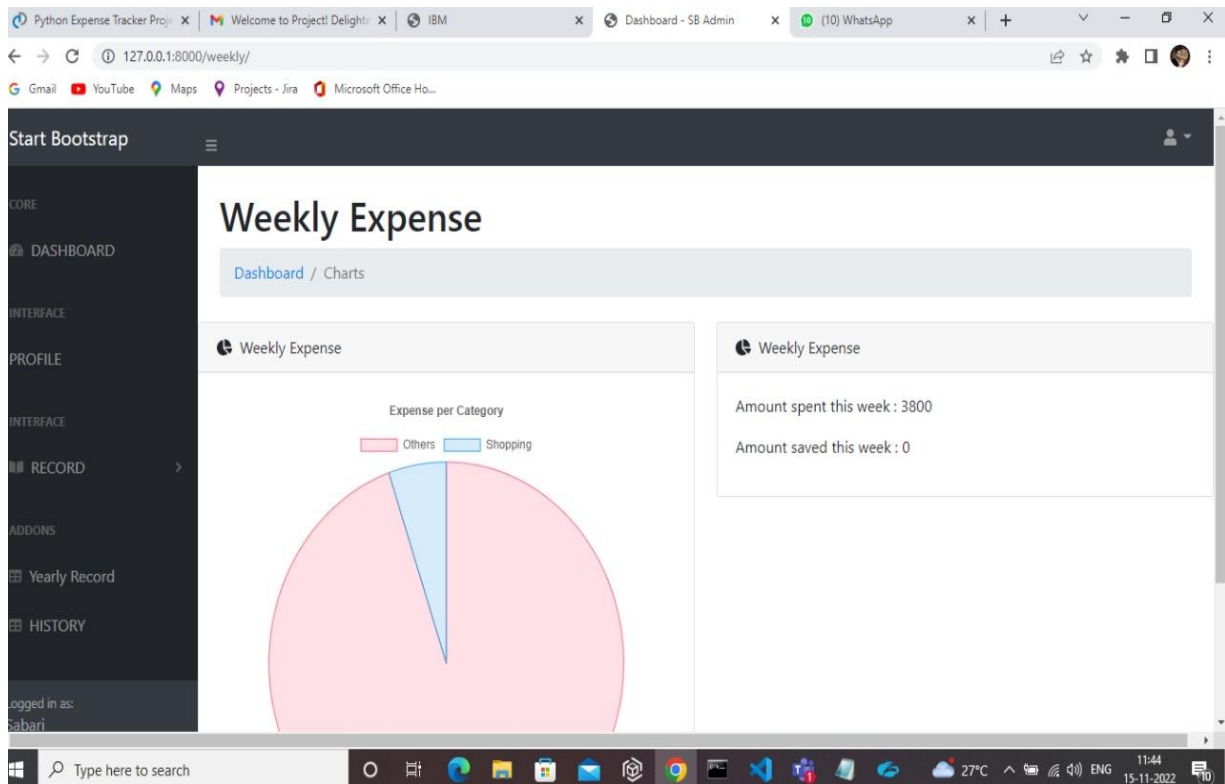 Python Expense Tracker Proje
Welcome to Project! Delighte
IBM
Dashboard - SB Admin
(10) WhatsApp
127.0.0.1:8000/weekly/
Gmail
YouTube
Maps
Projects - Jira
Microsoft Office Ho...
Start Bootstrap
CORE
DASHBOARD
INTERFACE
PROFILE
INTERFACE
RECORD
ADDONS
Yearly Record
HISTORY
Logged in as:
Sabari
Weekly Expense
Dashboard / Charts
Weekly Expense
Expense per Category
Others
Shopping
Weekly Expense
Amount spent this week : 3800
Amount saved this week : 0
Type here to search
27°C
ENG
11:44
15-11-2022